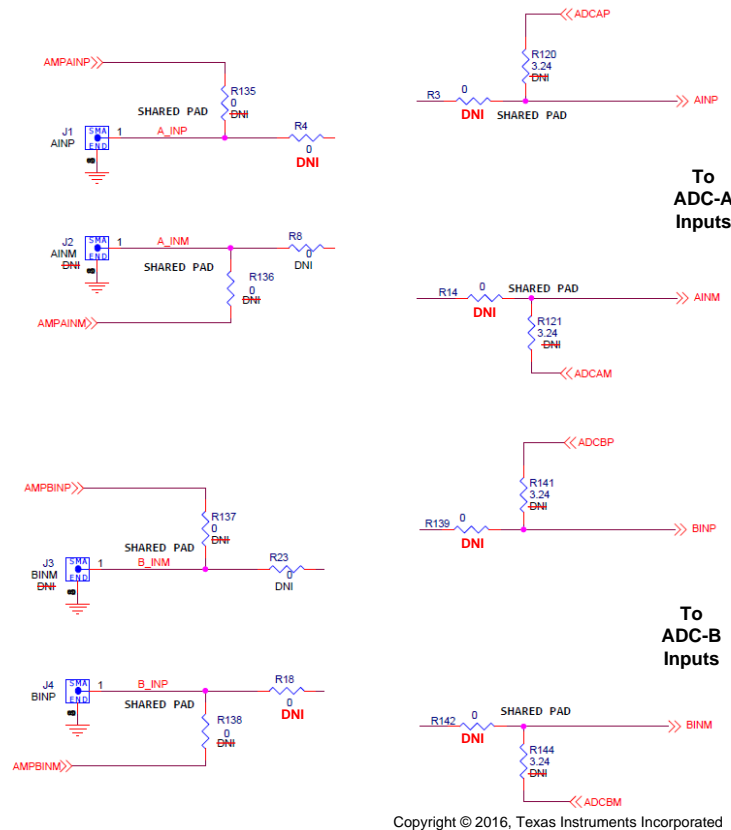 ADCAP
R120
3.24
DNI
AMPAINP
R135
0
DNI
R3
0
DNI
SHARED PAD
AINP
SHARED PAD
J1
AINP
SMA
END
1
A_INP
R4
0
DNI
8
To
ADC-A
Inputs
J2
AINM
DNI
SMA
END
1
A_INM
R8
0
DNI
8
SHARED PAD
R136
0
DNI
AMPAINM
R14
0
DNI
SHARED PAD
AINM
R121
3.24
DNI
ADCAM
ADCBP
R141
3.24
DNI
AMPBINP
R137
0
DNI
R139
0
DNI
BINP
SHARED PAD
J3
BINM
DNI
SMA
END
1
B_INM
R23
0
DNI
8
To
ADC-B
Inputs
J4
BINP
SMA
END
1
B_INP
R18
0
DNI
8
SHARED PAD
R138
0
DNI
AMPBINM
R142
0
DNI
SHARED PAD
BINM
R144
3.24
DNI
ADCBM
Copyright © 2016, Texas Instruments Incorporated